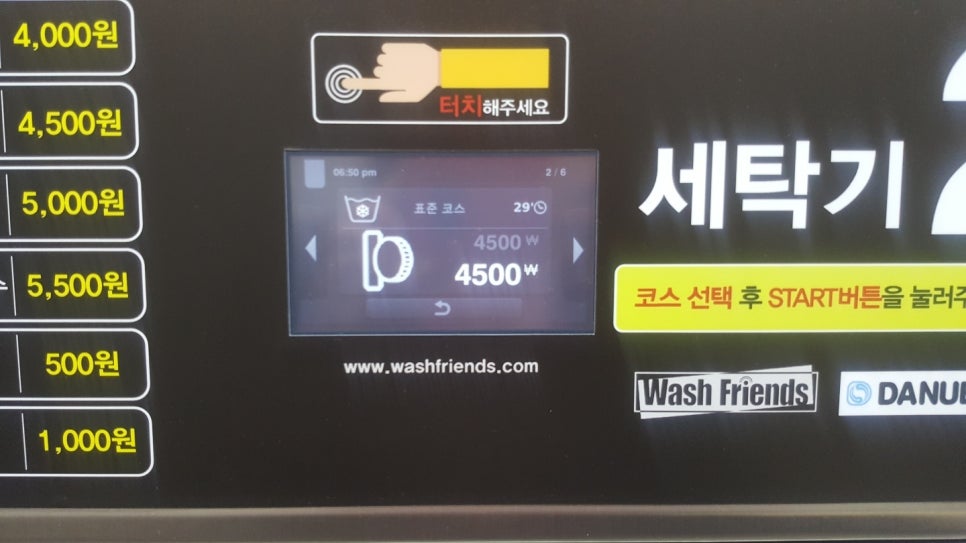 4,000원
4,500원
5,000원
5,500원
500원
1,000원
터치해주세요
06:50 pm
2 / 6
표준 코스
29'
4500 ₩
4500 ₩
www.washfriends.com
세탁기
코스 선택 후 START버튼을 눌러주
Wash Friends
DANUB